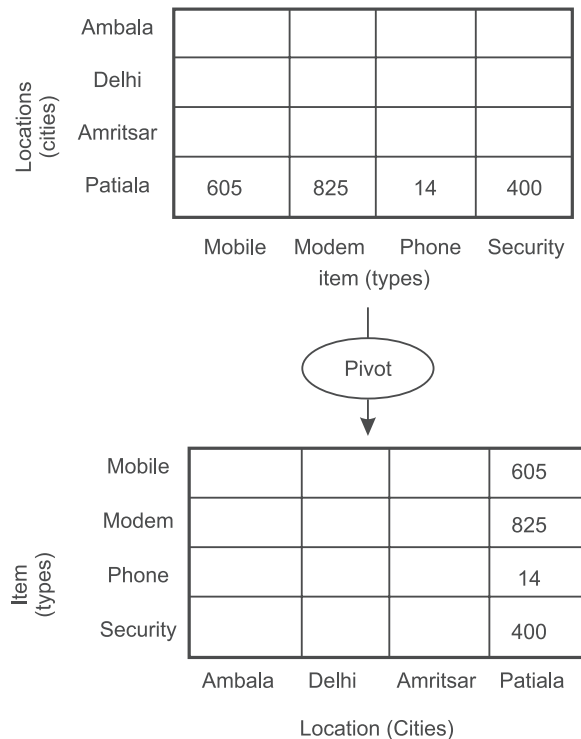 Ambala
Delhi
Amritsar
Patiala 605 825 14 400
Locations
(cities)
Mobile Modem Phone Security
item (types)
Pivot
Mobile 605
Modem 825
Phone 14
Security 400
Item
(types)
Ambala Delhi Amritsar Patiala
Location (Cities)